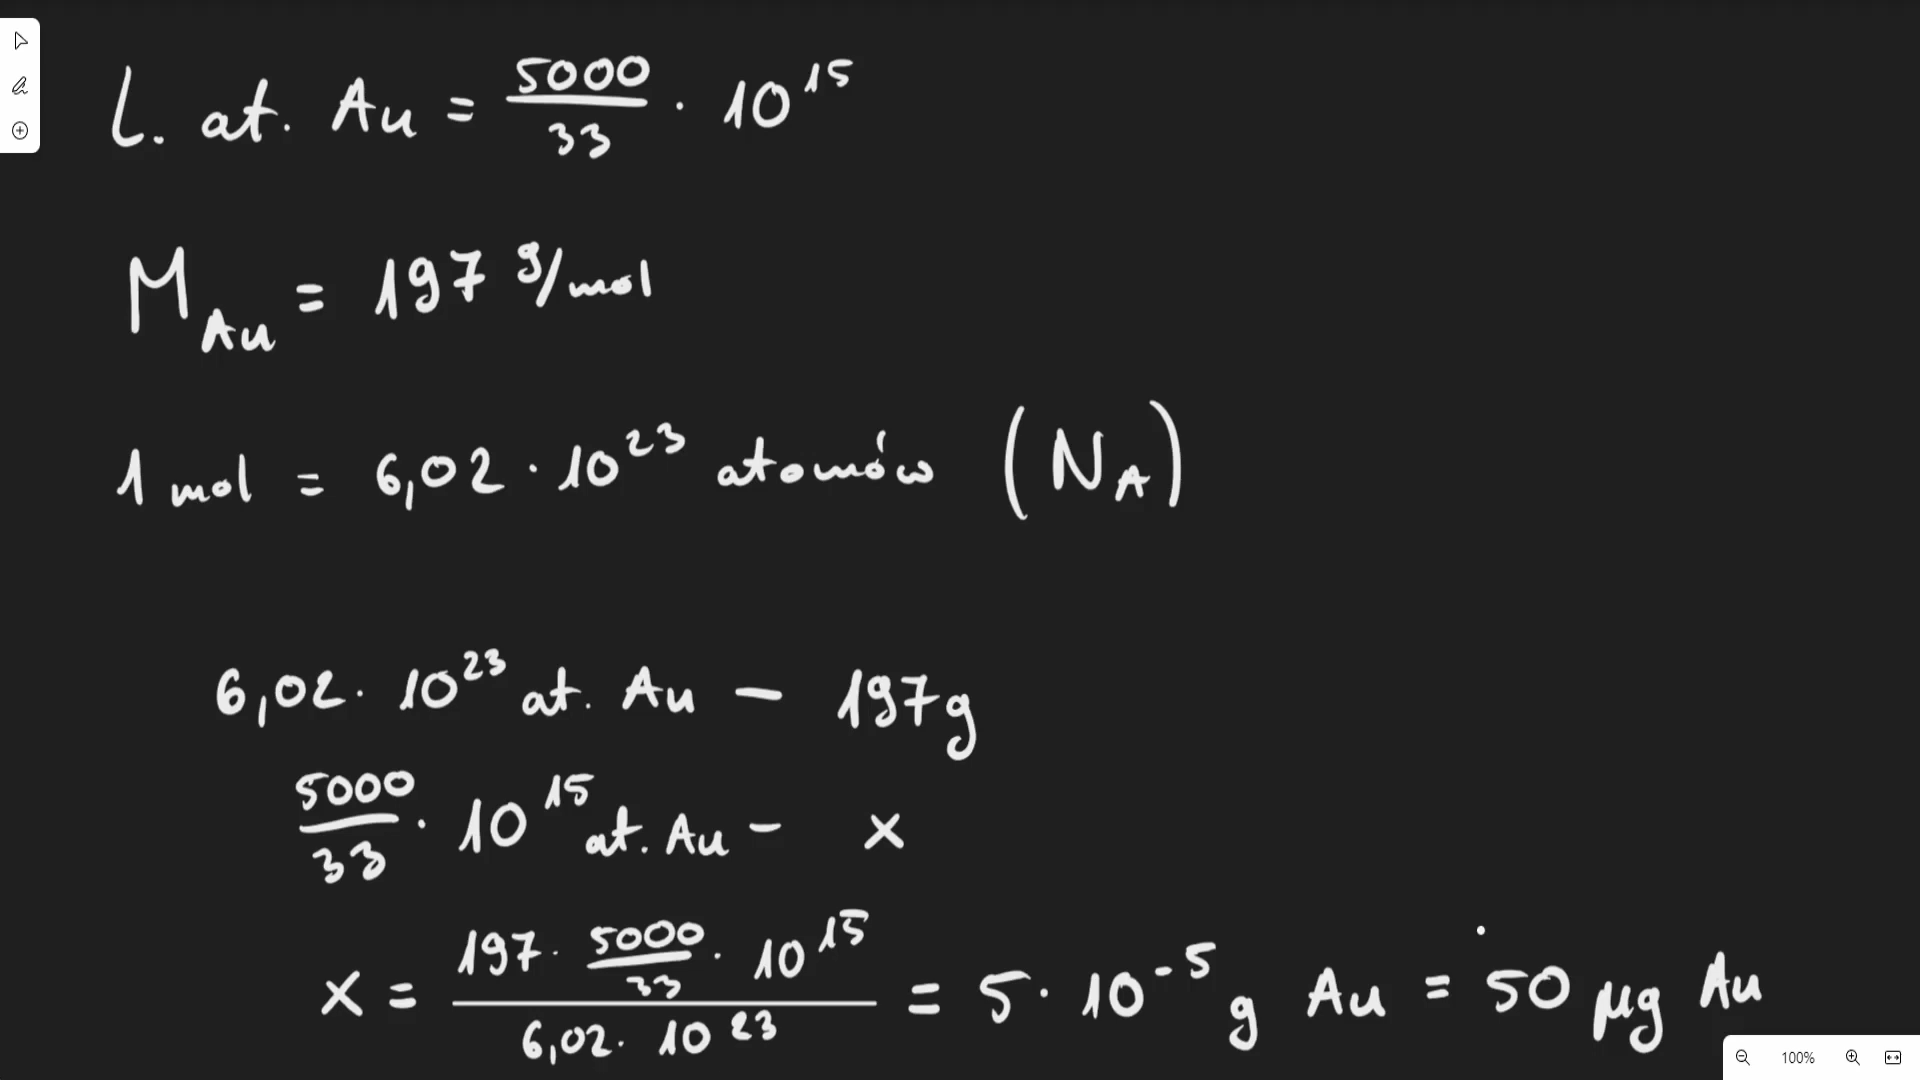 L. at. Au = 5000/33 · 10^15
M_Au = 197 g/mol
1 mol = 6,02 · 10^23 atomów (N_A)
6,02 · 10^23 at. Au – 197g
5000/33 · 10^15 at. Au – x
x = (197 · 5000/33 · 10^15)/(6,02 · 10^23) = 5 · 10^-5 g Au = 50 μg Au
100%